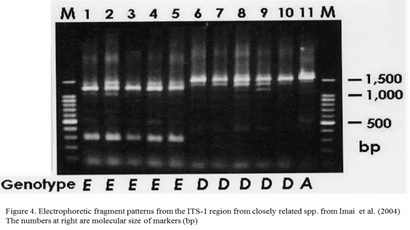 M 1 2 3 4 5 6 7 8 9 10 11 M
1,500
1,000
500
bp
Genotype E E E E E D D D D D A
Figure 4. Electrophoretic fragment patterns from the ITS-1 region from closely related spp. from Imai et al. (2004)
The numbers at right are molecular size of markers (bp)